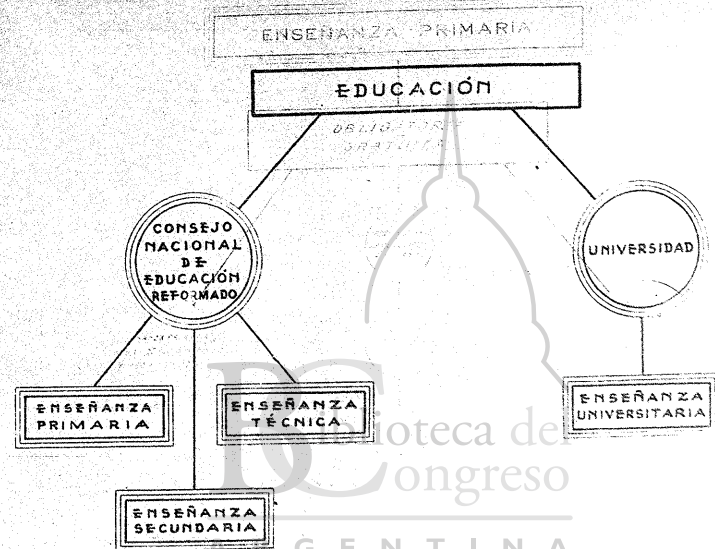 ENSEÑANZA PRIMARIA
EDUCACIÓN
OBLIGATORIA
GRATUITA
CONSEJO
NACIONAL
DE
EDUCACIÓN
REFORMADO
UNIVERSIDAD
ENSEÑANZA
PRIMARIA
ENSEÑANZA
TÉCNICA
ENSEÑANZA
UNIVERSITARIA
ENSEÑANZA
SECUNDARIA
BC
Biblioteca del
Congreso
ARGENTINA